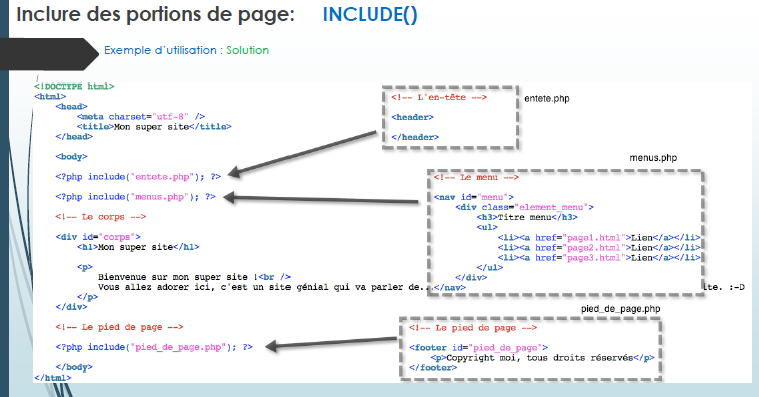 Inclure des portions de page: INCLUDE()
Exemple d'utilisation : Solution
<!DOCTYPE html>
<html>
<head>
<meta charset="utf-8" />
<title>Mon super site</title>
</head>
<body>
<?php include("entete.php"); ?>
<?php include("menus.php"); ?>
<!-- Le corps -->
<div id="corps">
<h1>Mon super site</h1>
<p>
Bienvenue sur mon super site !<br />
Vous allez adorer ici, c'est un site génial qui va parler de...
te. :-D
</p>
</div>
<!-- Le pied de page -->
<?php include("pied_de_page.php"); ?>
</body>
</html>
entete.php
<!-- L'en-tête -->
<header>
</header>
menus.php
<!-- Le menu -->
<nav id="menu">
<div class="element_menu">
<h3>Titre menu</h3>
<ul>
<li><a href="page1.html">Lien</a></li>
<li><a href="page2.html">Lien</a></li>
<li><a href="page3.html">Lien</a></li>
</ul>
</div>
</nav>
pied_de_page.php
<!-- Le pied de page -->
<footer id="pied_de_page">
<p>Copyright moi, tous droits réservés</p>
</footer>